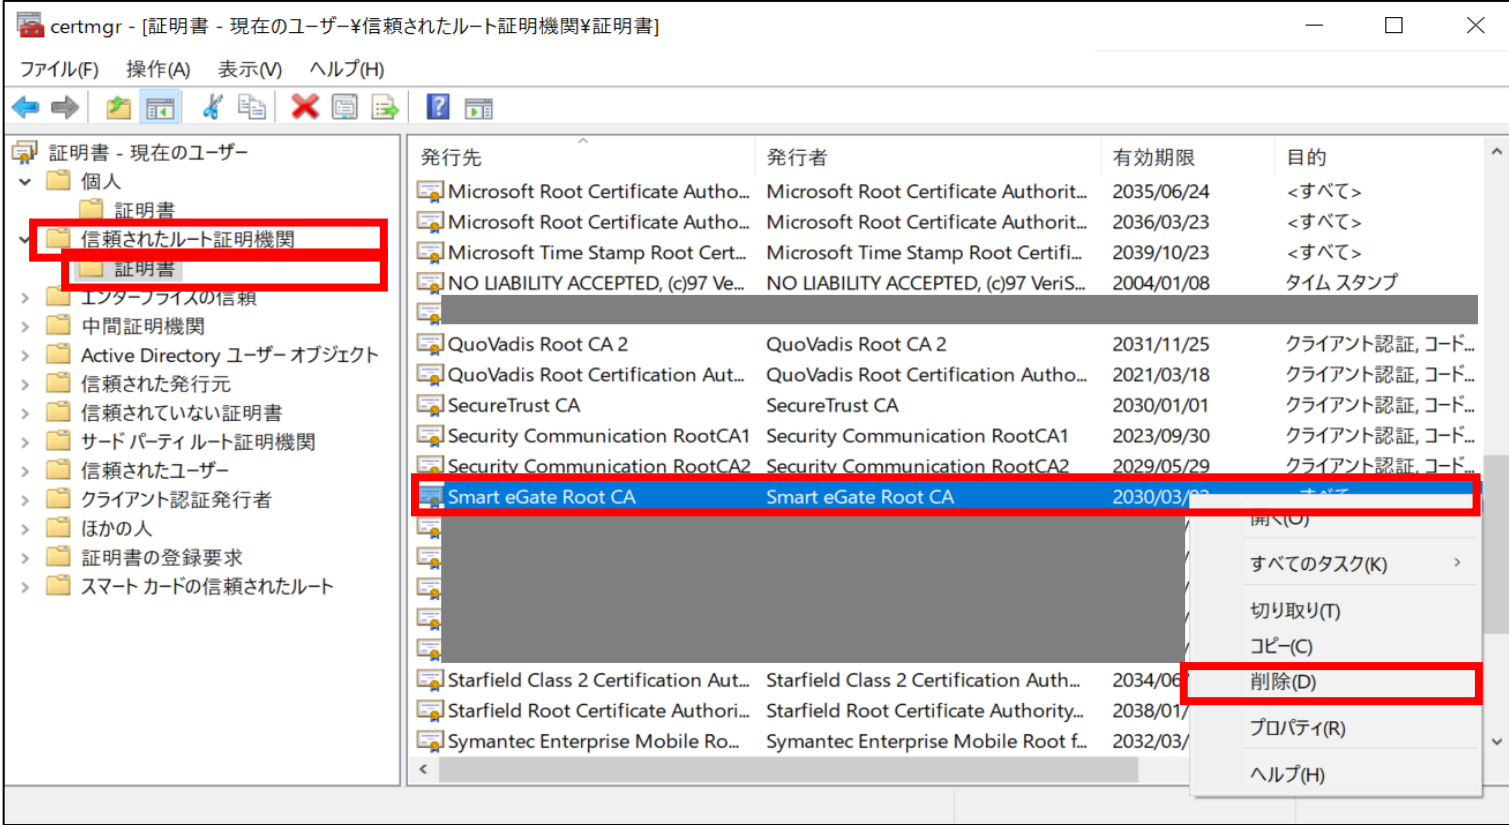 certmgr - [証明書 - 現在のユーザー¥信頼されたルート証明機関¥証明書]
ファイル(F) 操作(A) 表示(V) ヘルプ(H)
証明書 - 現在のユーザー
個人
証明書
信頼されたルート証明機関
証明書
エンタープライズの信頼
中間証明機関
Active Directory ユーザー オブジェクト
信頼された発行元
信頼されていない証明書
サード パーティ ルート証明機関
信頼されたユーザー
クライアント認証発行者
ほかの人
証明書の登録要求
スマート カードの信頼されたルート
発行先 発行者 有効期限 目的
Microsoft Root Certificate Autho... Microsoft Root Certificate Authorit... 2035/06/24 <すべて>
Microsoft Root Certificate Autho... Microsoft Root Certificate Authorit... 2036/03/23 <すべて>
Microsoft Time Stamp Root Cert... Microsoft Time Stamp Root Certifi... 2039/10/23 <すべて>
NO LIABILITY ACCEPTED, (c)97 Ve... NO LIABILITY ACCEPTED, (c)97 VeriS... 2004/01/08 タイム スタンプ
QuoVadis Root CA 2 QuoVadis Root CA 2 2031/11/25 クライアント認証, コード...
QuoVadis Root Certification Aut... QuoVadis Root Certification Autho... 2021/03/18 クライアント認証, コード...
SecureTrust CA SecureTrust CA 2030/01/01 クライアント認証, コード...
Security Communication RootCA1 Security Communication RootCA1 2023/09/30 クライアント認証, コード...
Security Communication RootCA2 Security Communication RootCA2 2029/05/29 クライアント認証, コード...
Smart eGate Root CA Smart eGate Root CA 2030/03/
Starfield Class 2 Certification Aut... Starfield Class 2 Certification Auth... 2034/06
Starfield Root Certificate Authori... Starfield Root Certificate Authority... 2038/01/
Symantec Enterprise Mobile Ro... Symantec Enterprise Mobile Root f... 2032/03/
開く(O)
すべてのタスク(K)
切り取り(T)
コピー(C)
削除(D)
プロパティ(R)
ヘルプ(H)